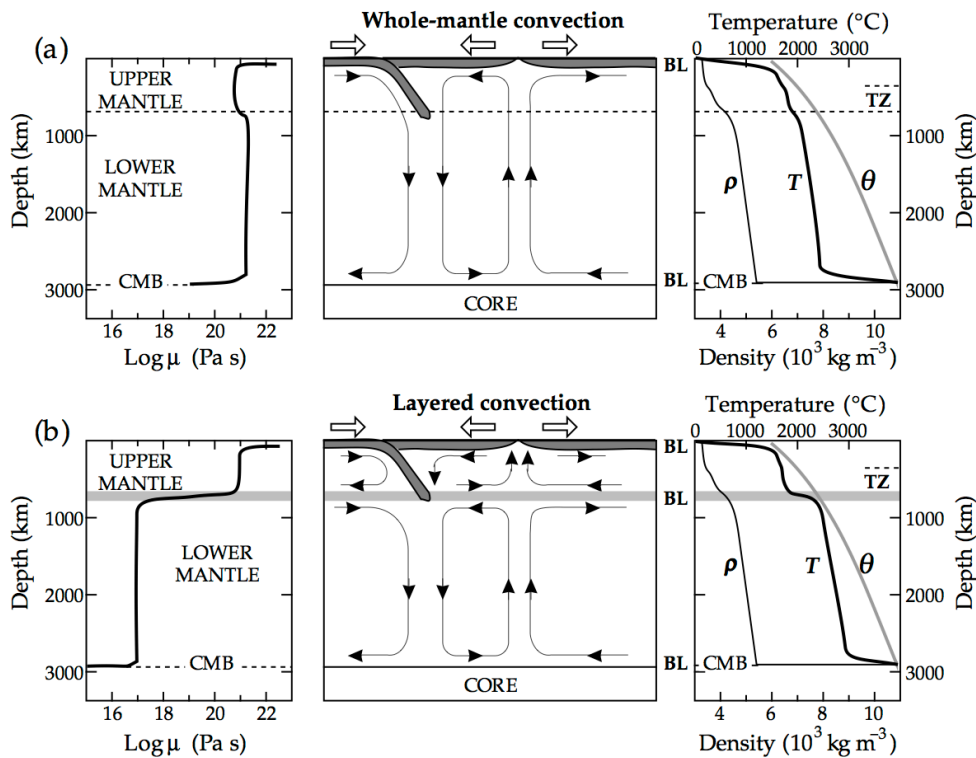 (a)
Whole-mantle convection
UPPER
MANTLE
LOWER
MANTLE
CMB
Depth (km)
1000
2000
3000
16 18 20 22
Log μ (Pa s)
CORE
Temperature (°C)
0 1000 2000 3000
BL
TZ
ρ T θ
BL CMB
1000
2000
3000
Depth (km)
4 6 8 10
Density (10³ kg m⁻³)
(b)
Layered convection
UPPER
MANTLE
LOWER
MANTLE
CMB
Depth (km)
1000
2000
3000
16 18 20 22
Log μ (Pa s)
CORE
Temperature (°C)
0 1000 2000 3000
BL
TZ
BL
ρ T θ
BL CMB
1000
2000
3000
Depth (km)
4 6 8 10
Density (10³ kg m⁻³)